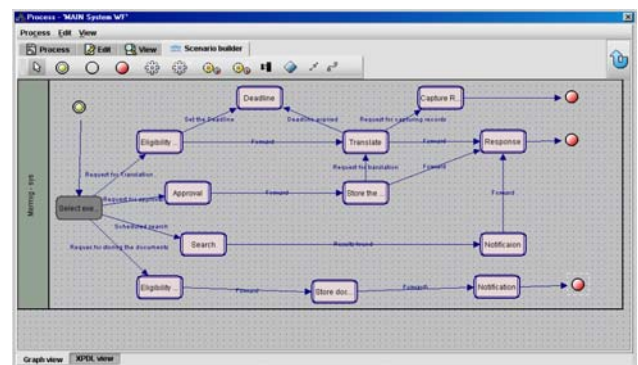 Process - 'MAIN System WF'
Process Edit View
Process Edit View Scenario builder
Deadline
Capture R...
Set the Deadline
Deadline expired
Request for capturing records
Eligibility ...
Forward
Translate
Forward
Response
Request for Translation
Request for translation
Forward
Select exe...
Request for approval
Approval
Forward
Store the ...
Forward
Scheduled search
Search
Results found
Notificaion
Reques for storing the documents
Eligibility ...
Forward
Store doc...
Forward
Notification
Graph view XPDL view